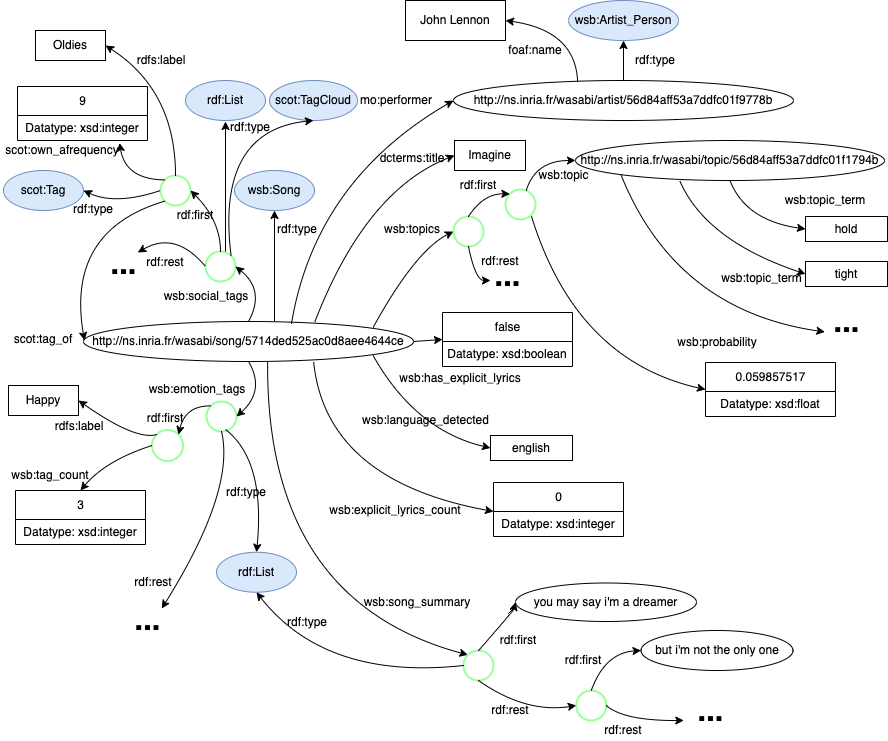 John Lennon
wsb:Artist_Person
foaf:name
rdf:type
Oldies
rdfs:label
9
Datatype: xsd:integer
rdf:List
scot:TagCloud
mo:performer
http://ns.inria.fr/wasabi/artist/56d84aff53a7ddfc01f9778b
rdf:type
scot:own_afrequency
dcterms:title
Imagine
http://ns.inria.fr/wasabi/topic/56d84aff53a7ddfc01f1794b
wsb:topic
rdf:first
scot:Tag
rdf:type
wsb:Song
rdf:first
rdf:type
wsb:topics
wsb:topic_term
hold
rdf:rest
...
rdf:rest
...
wsb:topic_term
tight
wsb:social_tags
...
scot:tag_of
http://ns.inria.fr/wasabi/song/5714ded525ac0d8aee4644ce
false
Datatype: xsd:boolean
wsb:probability
wsb:has_explicit_lyrics
0.059857517
Datatype: xsd:float
wsb:emotion_tags
Happy
rdf:first
rdfs:label
wsb:language_detected
english
wsb:tag_count
3
Datatype: xsd:integer
rdf:type
wsb:explicit_lyrics_count
0
Datatype: xsd:integer
rdf:List
rdf:rest
...
wsb:song_summary
you may say i'm a dreamer
rdf:type
rdf:first
but i'm not the only one
rdf:first
rdf:rest
rdf:rest
...